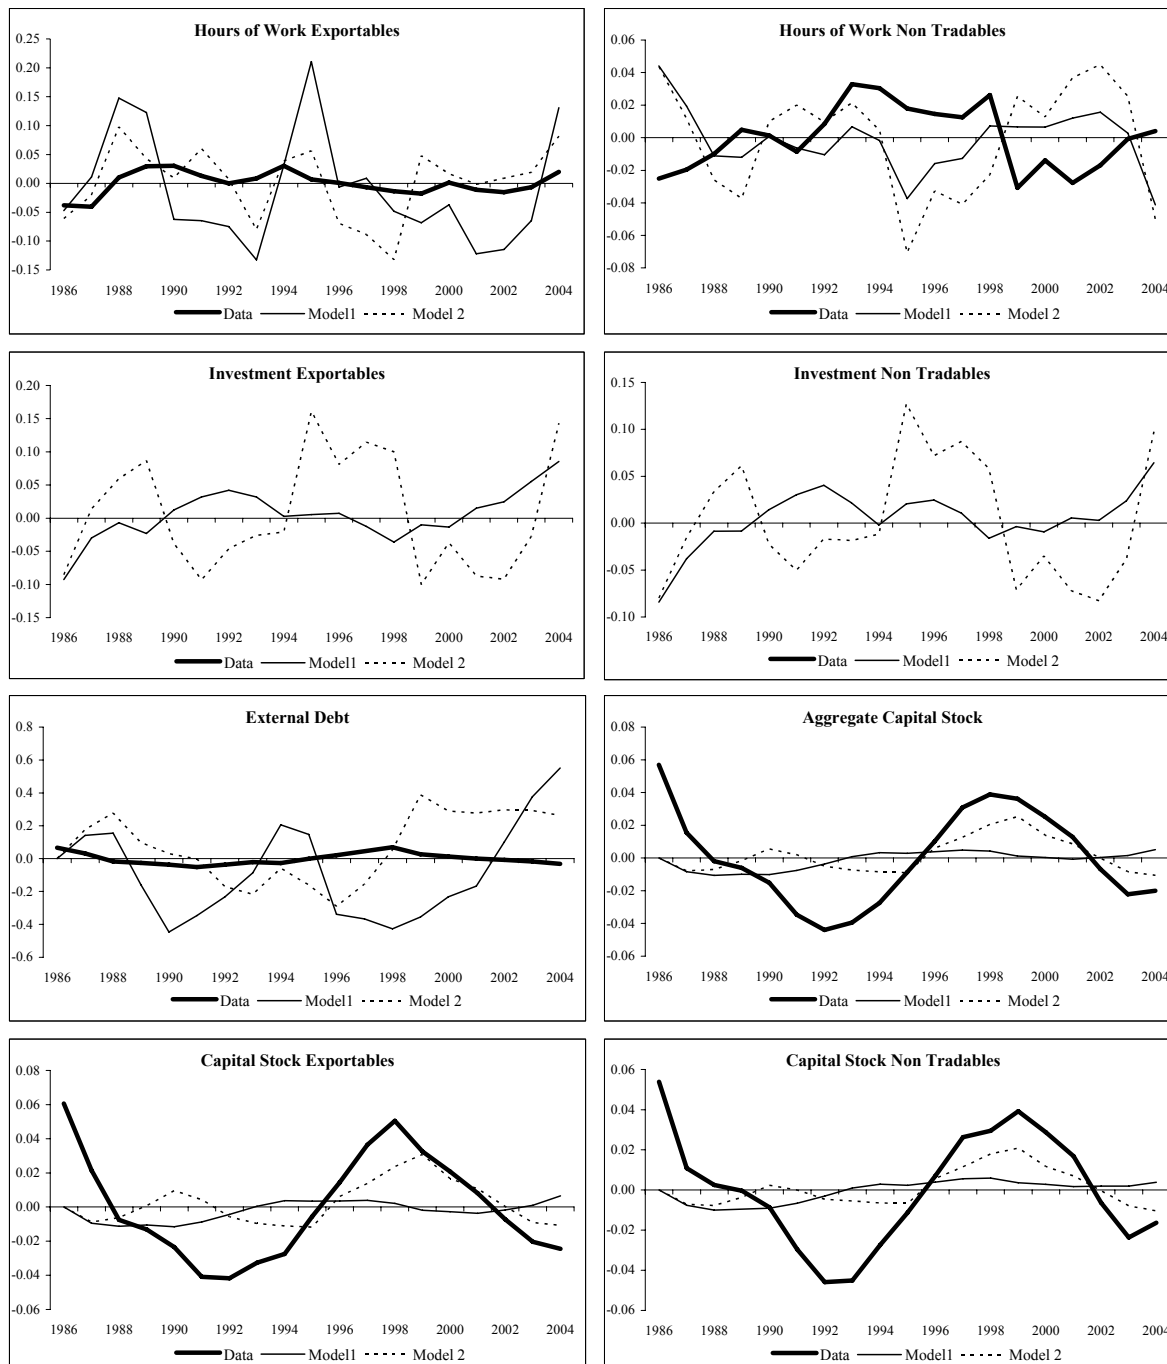 Hours of Work Exportables
0.25
0.20
0.15
0.10
0.05
0.00
-0.05
-0.10
-0.15
1986 1988 1990 1992 1994 1996 1998 2000 2002 2004
Data Model1 Model 2
Hours of Work Non Tradables
0.06
0.04
0.02
0.00
-0.02
-0.04
-0.06
-0.08
1986 1988 1990 1992 1994 1996 1998 2000 2002 2004
Data Model1 Model 2
Investment Exportables
0.20
0.15
0.10
0.05
0.00
-0.05
-0.10
-0.15
1986 1988 1990 1992 1994 1996 1998 2000 2002 2004
Data Model1 Model 2
Investment Non Tradables
0.15
0.10
0.05
0.00
-0.05
-0.10
1986 1988 1990 1992 1994 1996 1998 2000 2002 2004
Data Model1 Model 2
External Debt
0.8
0.6
0.4
0.2
0.0
-0.2
-0.4
-0.6
1986 1988 1990 1992 1994 1996 1998 2000 2002 2004
Data Model1 Model 2
Aggregate Capital Stock
0.08
0.06
0.04
0.02
0.00
-0.02
-0.04
-0.06
1986 1988 1990 1992 1994 1996 1998 2000 2002 2004
Data Model1 Model 2
Capital Stock Exportables
0.08
0.06
0.04
0.02
0.00
-0.02
-0.04
-0.06
1986 1988 1990 1992 1994 1996 1998 2000 2002 2004
Data Model1 Model 2
Capital Stock Non Tradables
0.06
0.04
0.02
0.00
-0.02
-0.04
-0.06
1986 1988 1990 1992 1994 1996 1998 2000 2002 2004
Data Model1 Model 2